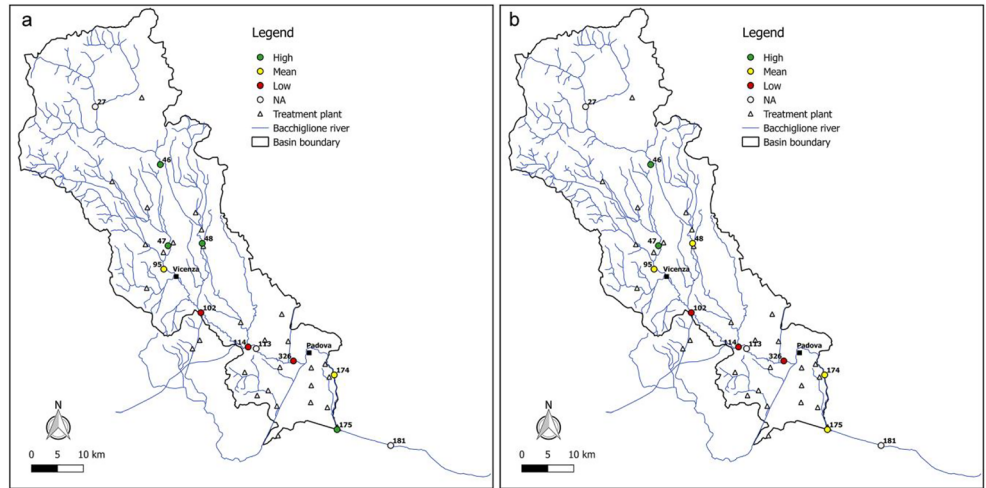 a
Legend
High
Mean
Low
NA
Treatment plant
Bacchiglione river
Basin boundary
27
46
47
48
95
Vicenza
102
114
113
Padova
326
174
175
181
N
0 5 10 km
b
Legend
High
Mean
Low
NA
Treatment plant
Bacchiglione river
Basin boundary
27
46
47
48
95
Vicenza
102
114
113
Padova
326
174
175
181
N
0 5 10 km